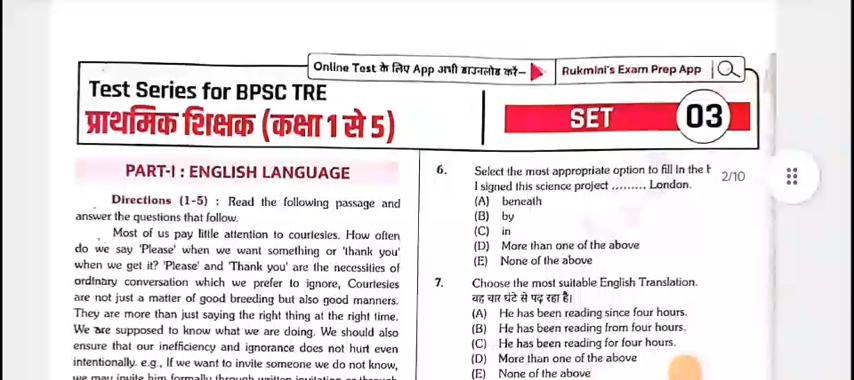 Online Test के लिए App अभी डाउनलोड करें– Rukmini's Exam Prep App
Test Series for BPSC TRE
प्राथमिक शिक्षक (कक्षा 1 से 5)
SET 03
PART-I : ENGLISH LANGUAGE
Directions (1-5) : Read the following passage and
answer the questions that follow.
Most of us pay little attention to courtesies. How often
do we say 'Please' when we want something or 'thank you'
when we get it? 'Please' and 'Thank you' are the necessities of
ordinary conversation which we prefer to ignore, Courtesies
are not just a matter of good breeding but also good manners.
They are more than just saying the right thing at the right time.
We are supposed to know what we are doing. We should also
ensure that our inefficiency and ignorance does not hurt even
intentionally. e.g., If we want to invite someone we do not know,
we may invite him formally through written invitation or through
6. Select the most appropriate option to fill in the
I signed this science project ......... London.
(A) beneath
(B) by
(C) in
(D) More than one of the above
(E) None of the above
7. Choose the most suitable English Translation.
वह चार घंटे से पढ़ रहा है।
(A) He has been reading since four hours.
(B) He has been reading from four hours.
(C) He has been reading for four hours.
(D) More than one of the above
(E) None of the above
2/10